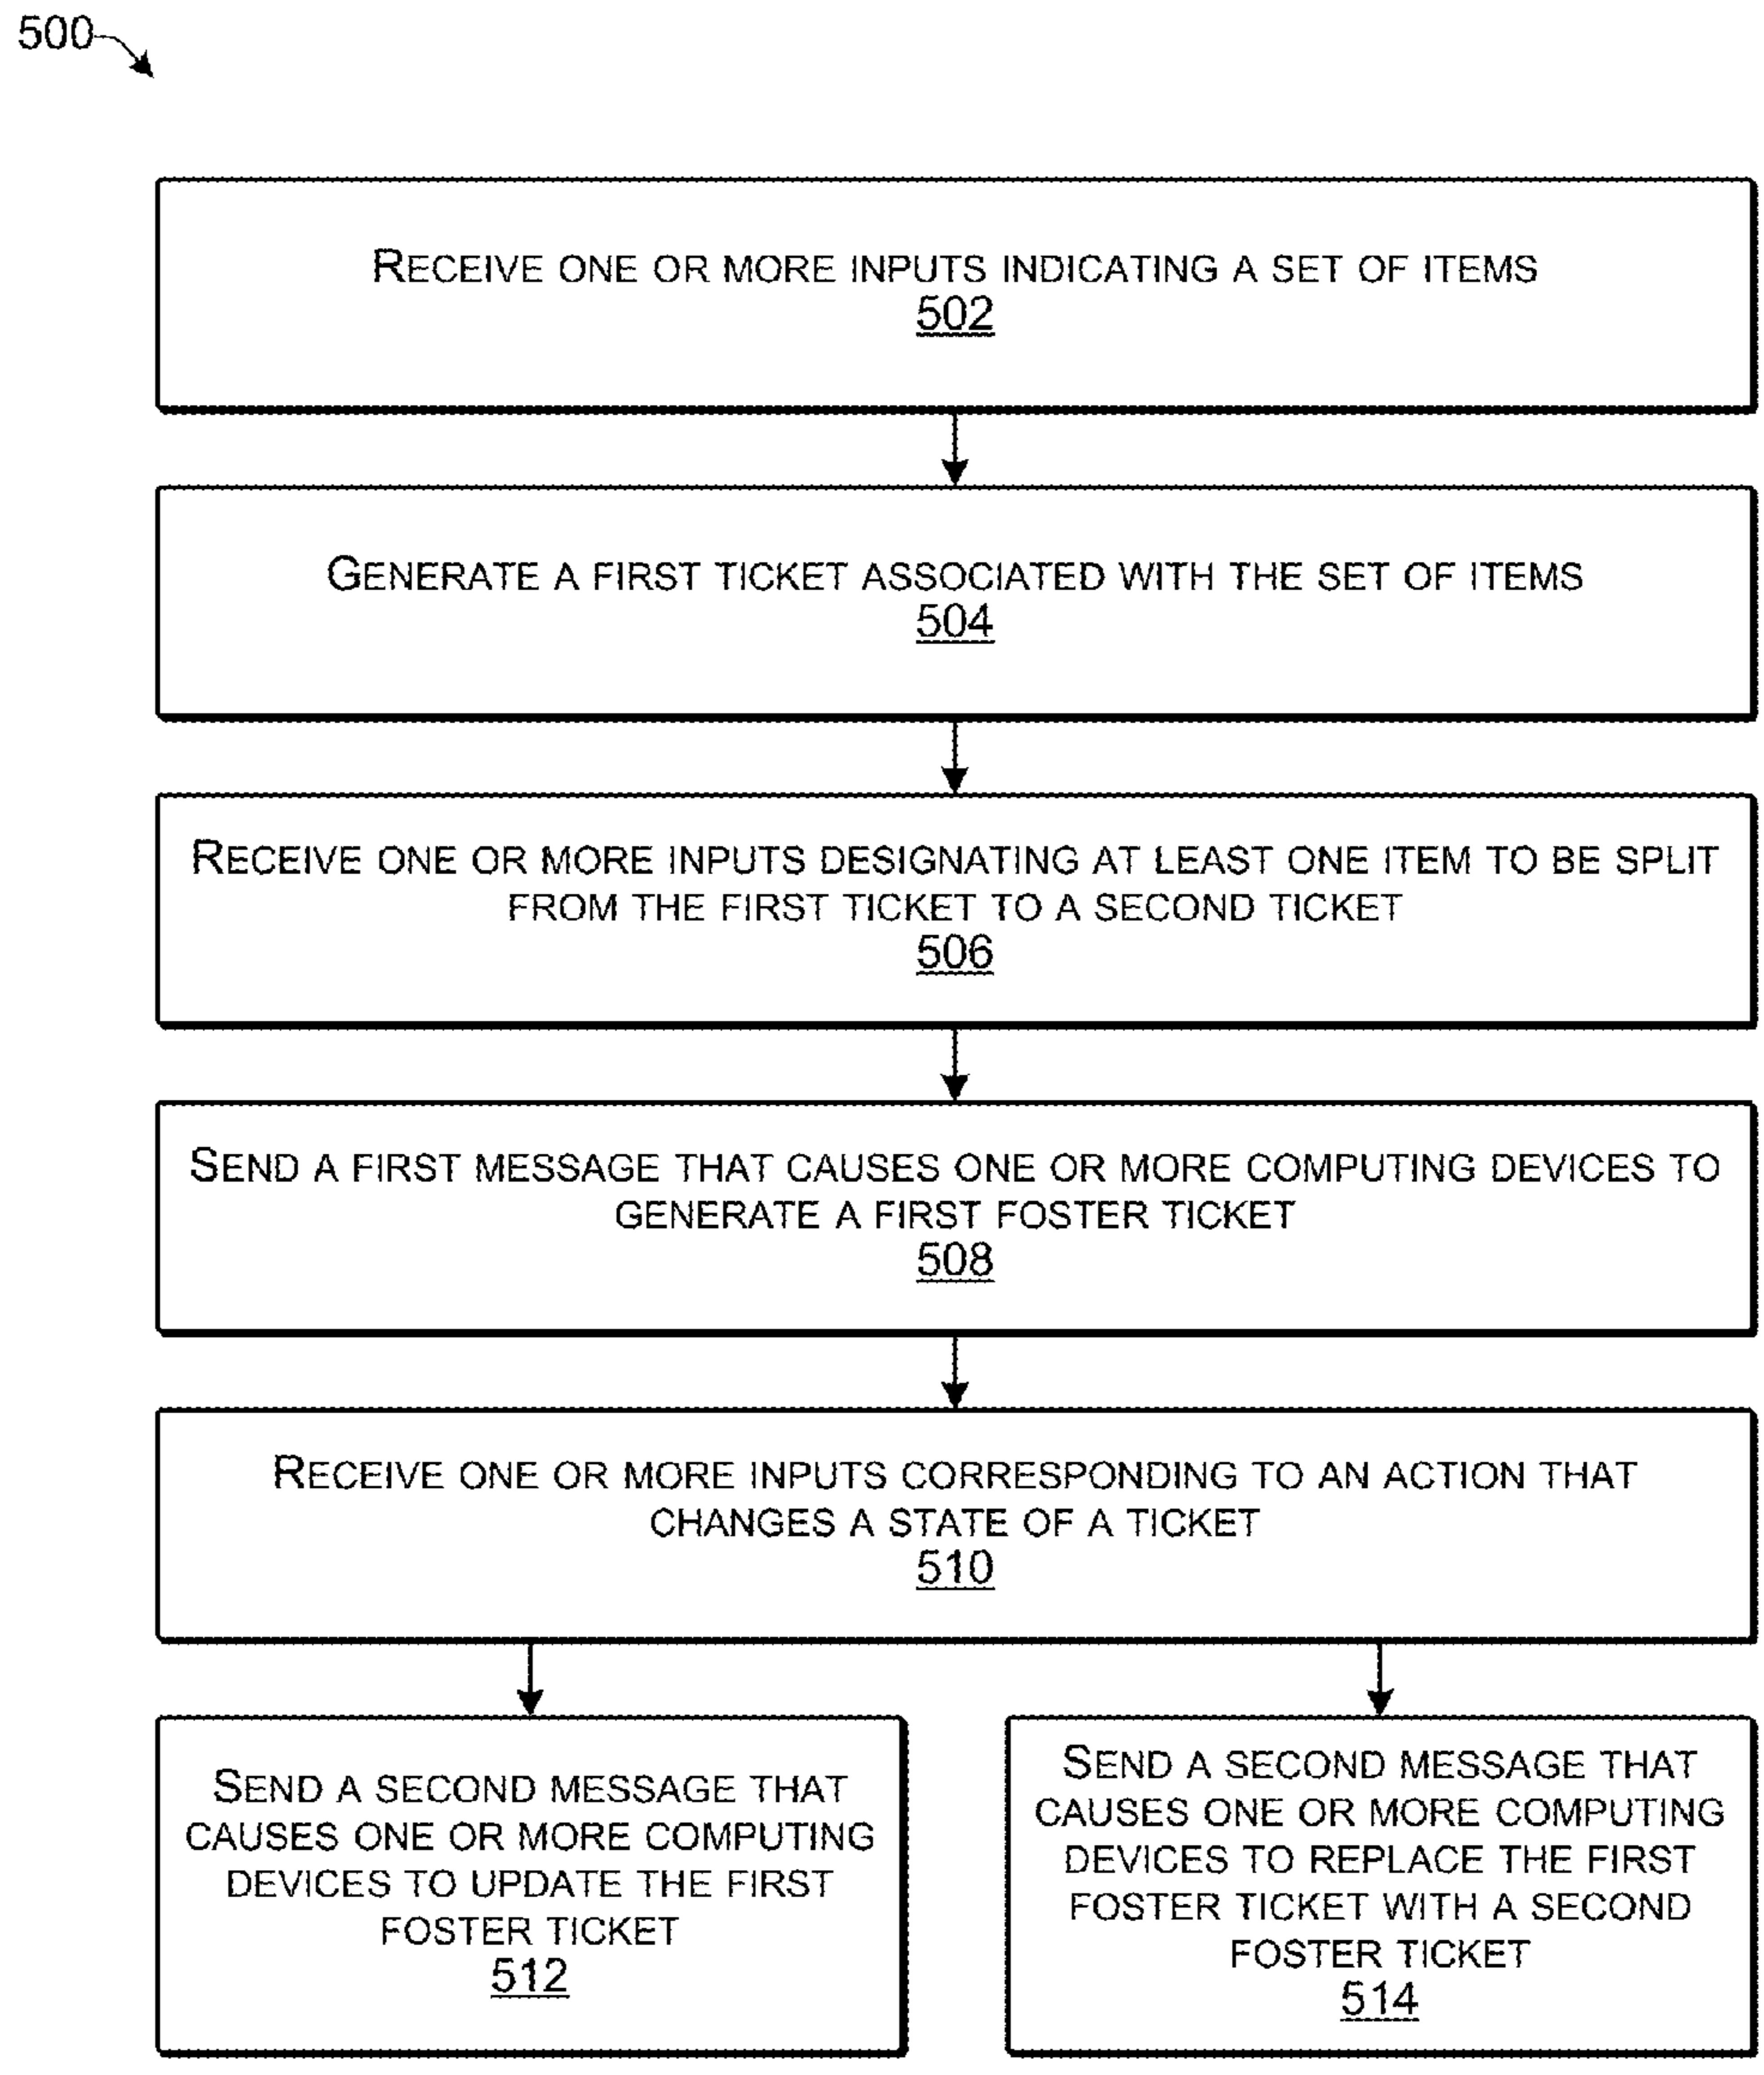 500
RECEIVE ONE OR MORE INPUTS INDICATING A SET OF ITEMS
502
GENERATE A FIRST TICKET ASSOCIATED WITH THE SET OF ITEMS
504
RECEIVE ONE OR MORE INPUTS DESIGNATING AT LEAST ONE ITEM TO BE SPLIT
FROM THE FIRST TICKET TO A SECOND TICKET
506
SEND A FIRST MESSAGE THAT CAUSES ONE OR MORE COMPUTING DEVICES TO
GENERATE A FIRST FOSTER TICKET
508
RECEIVE ONE OR MORE INPUTS CORRESPONDING TO AN ACTION THAT
CHANGES A STATE OF A TICKET
510
SEND A SECOND MESSAGE THAT
CAUSES ONE OR MORE COMPUTING
DEVICES TO UPDATE THE FIRST
FOSTER TICKET
512
SEND A SECOND MESSAGE THAT
CAUSES ONE OR MORE COMPUTING
DEVICES TO REPLACE THE FIRST
FOSTER TICKET WITH A SECOND
FOSTER TICKET
514